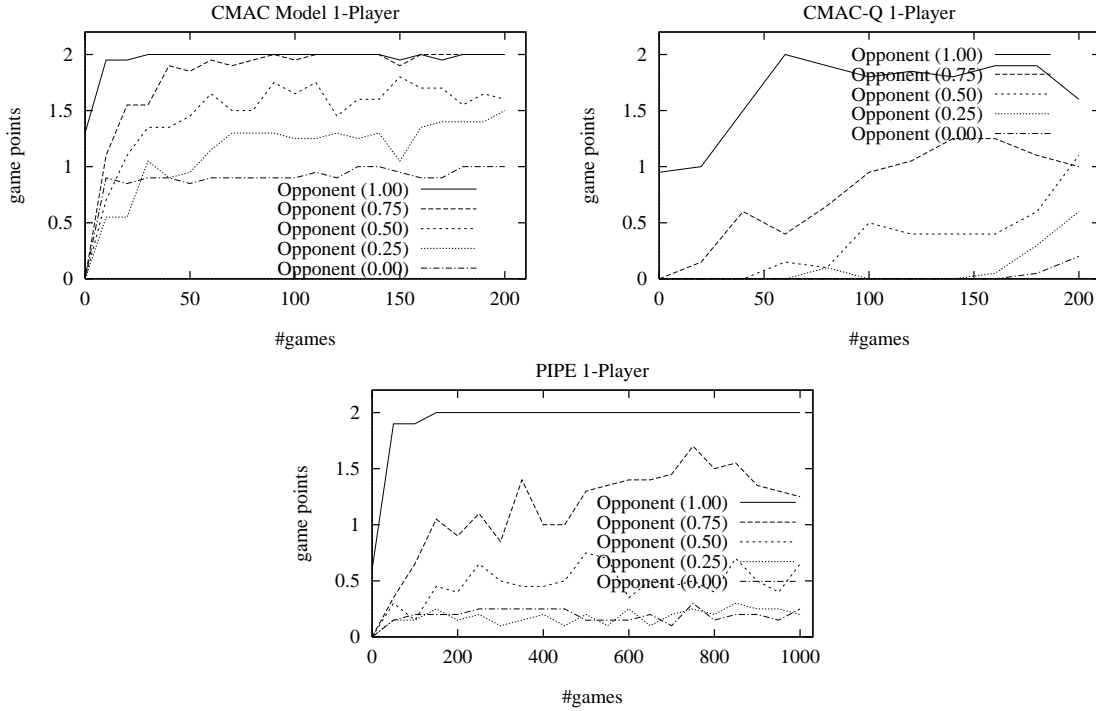 CMAC Model 1-Player
game points
2
1.5
1
0.5
0
Opponent (1.00)
Opponent (0.75)
Opponent (0.50)
Opponent (0.25)
Opponent (0.00)
0 50 100 150 200
#games
CMAC-Q 1-Player
game points
2
1.5
1
0.5
0
Opponent (1.00)
Opponent (0.75)
Opponent (0.50)
Opponent (0.25)
Opponent (0.00)
0 50 100 150 200
#games
PIPE 1-Player
game points
2
1.5
1
0.5
0
Opponent (1.00)
Opponent (0.75)
Opponent (0.50)
Opponent (0.25)
Opponent (0.00)
0 200 400 600 800 1000
#games